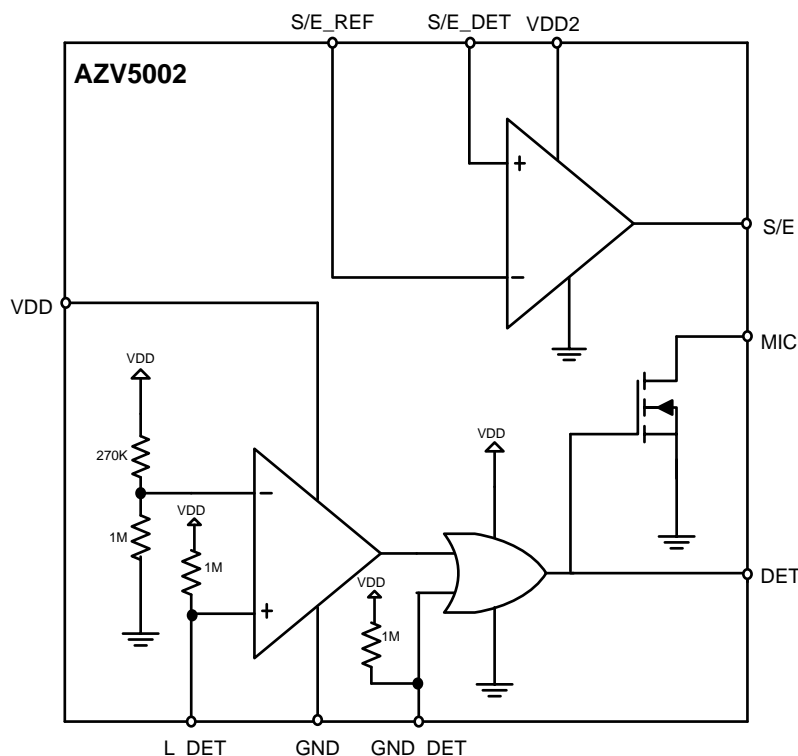 S/E_REF
S/E_DET
VDD2
AZV5002
+
−
S/E
VDD
MIC
VDD
VDD
270K
−
1M
VDD
1M
+
VDD
1M
DET
L_DET
GND
GND_DET